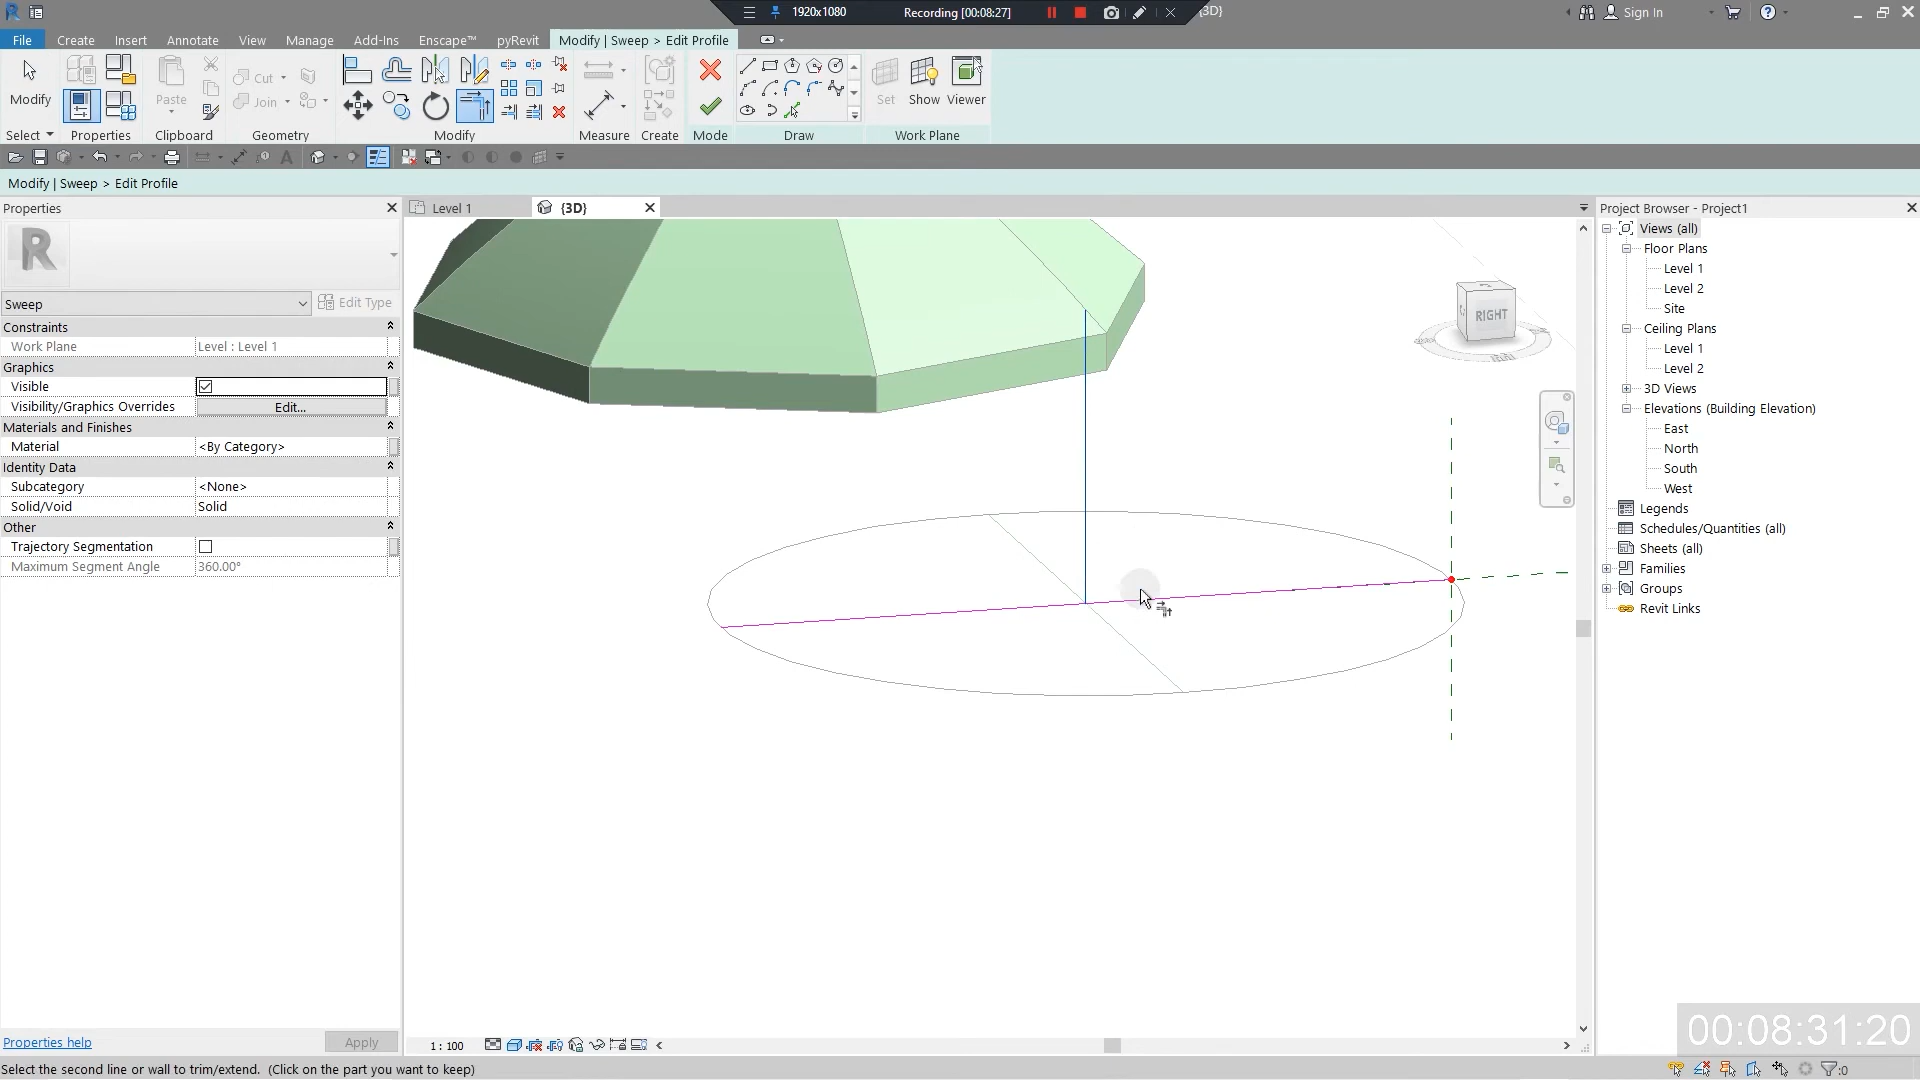 1920x1080
Recording [00:08:27]
{3D}
Sign In
File
Create
Insert
Annotate
View
Manage
Add-Ins
Enscape™
pyRevit
Modify | Sweep > Edit Profile
Modify
Paste
Cut
Join
Set
Show
Viewer
Select
Properties
Clipboard
Geometry
Modify
Measure
Create
Mode
Draw
Work Plane
Modify | Sweep > Edit Profile
Properties
Level 1
{3D}
Project Browser - Project1
R
Sweep
Edit Type
Constraints
Work Plane
Level : Level 1
Graphics
Visible
Visibility/Graphics Overrides
Edit...
Materials and Finishes
Material
<By Category>
Identity Data
Subcategory
<None>
Solid/Void
Solid
Other
Trajectory Segmentation
Maximum Segment Angle
360.00°
Properties help
Apply
RIGHT
Views (all)
Floor Plans
Level 1
Level 2
Site
Ceiling Plans
Level 1
Level 2
3D Views
Elevations (Building Elevation)
East
North
South
West
Legends
Schedules/Quantities (all)
Sheets (all)
Families
Groups
Revit Links
1 : 100
00:08:31:20
Select the second line or wall to trim/extend. (Click on the part you want to keep)
:0